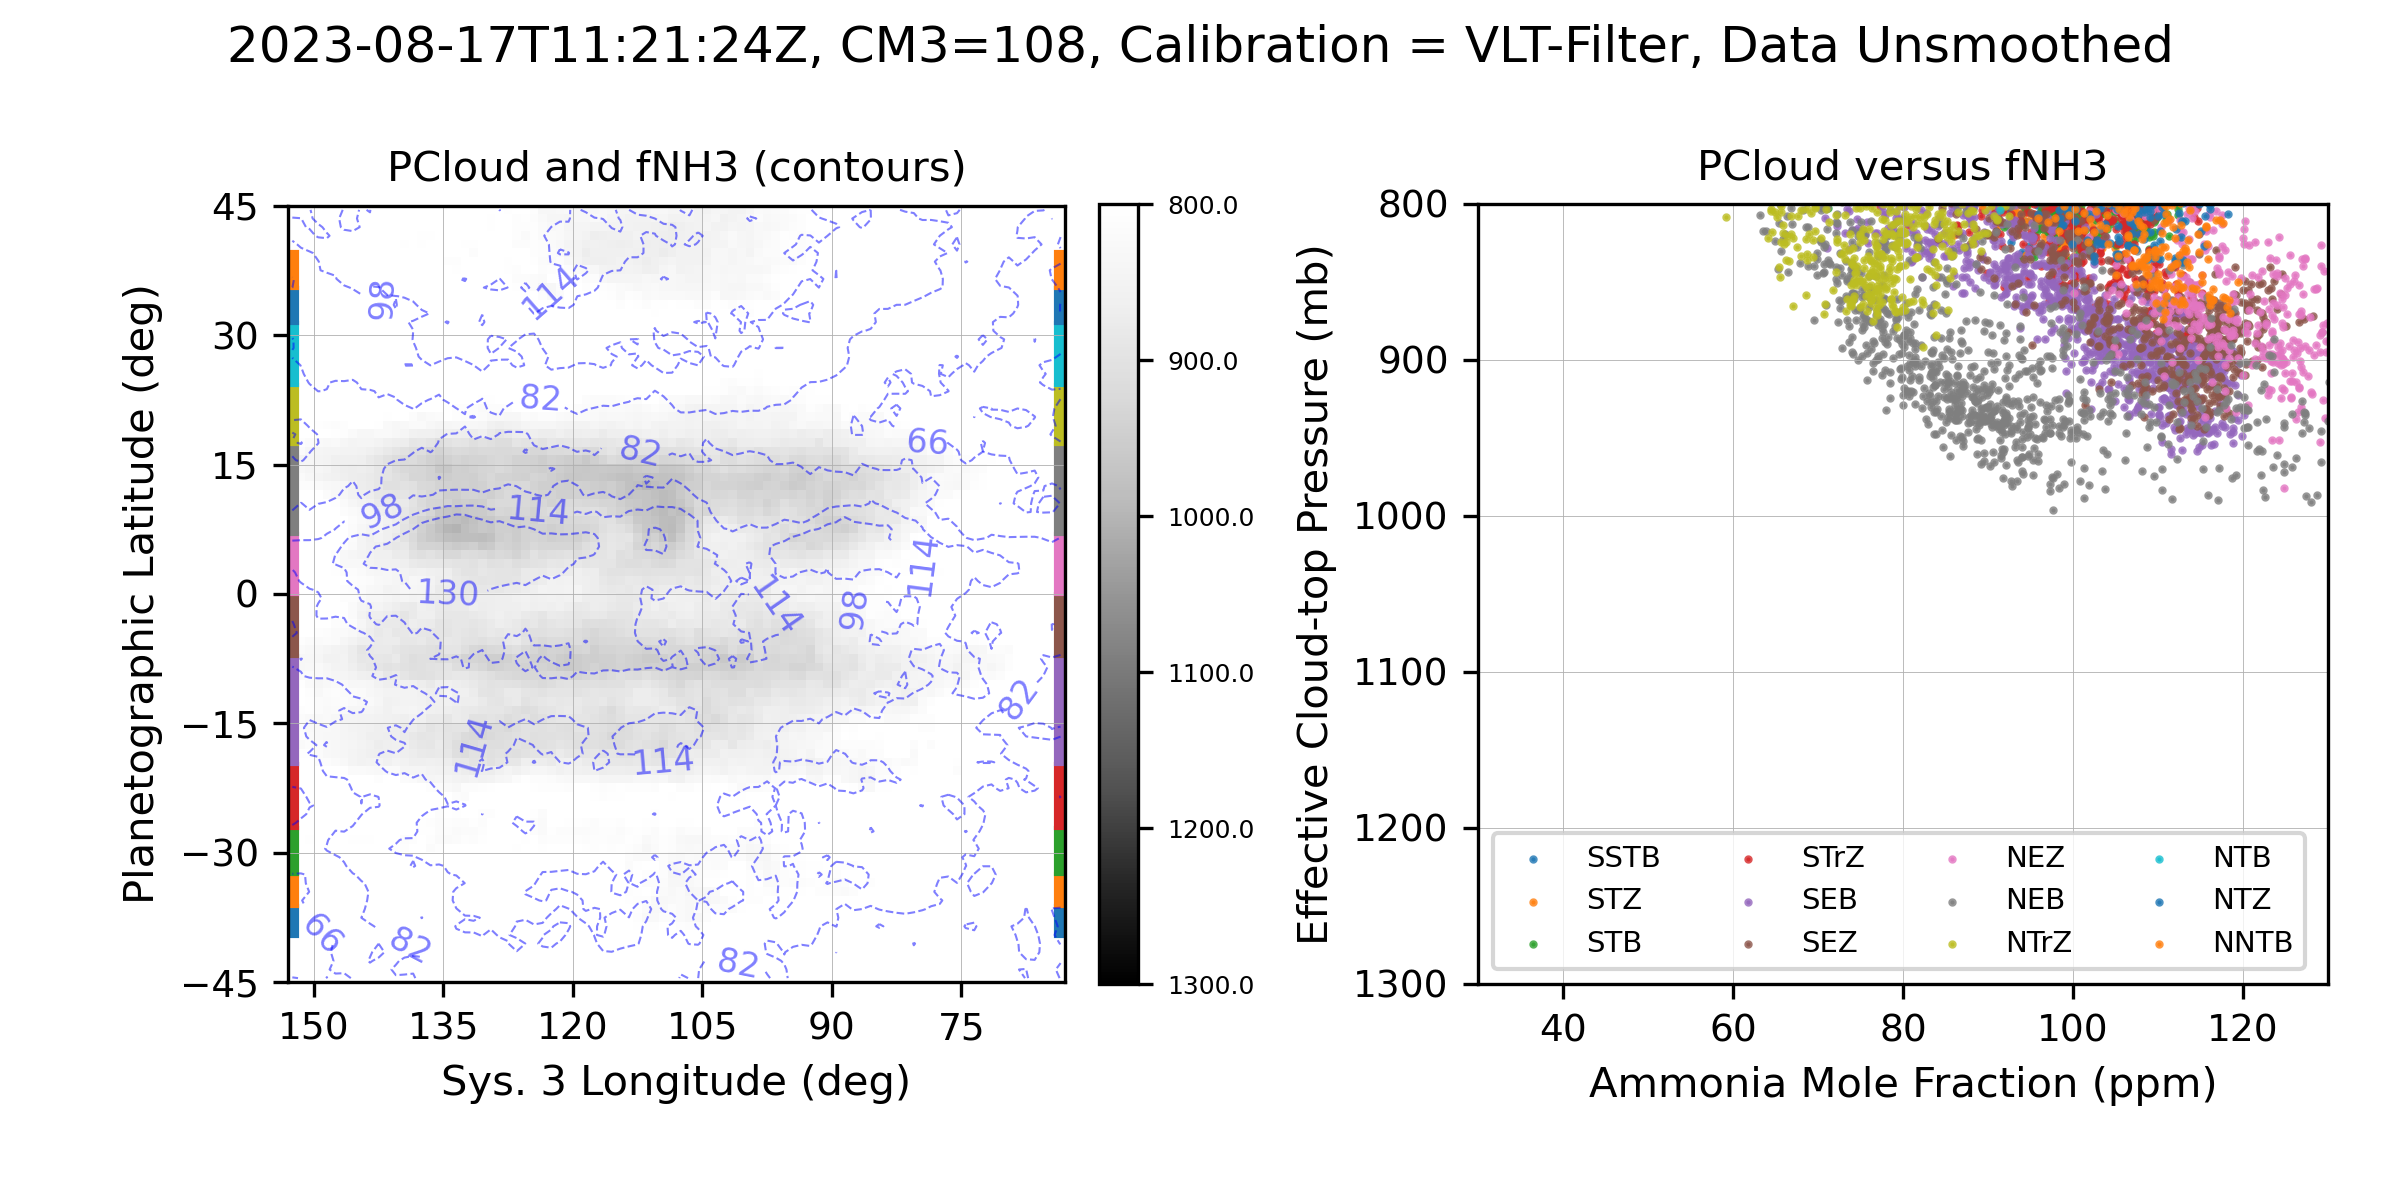 2023-08-17T11:21:24Z, CM3=108, Calibration = VLT-Filter, Data Unsmoothed
PCloud and fNH3 (contours)
Planetographic Latitude (deg)
45
30
15
0
−15
−30
−45
150
135
120
105
90
75
Sys. 3 Longitude (deg)
98
114
82
82
66
98
114
130
114
98
114
82
114
114
66
82
82
800.0
900.0
1000.0
1100.0
1200.0
1300.0
PCloud versus fNH3
Effective Cloud-top Pressure (mb)
800
900
1000
1100
1200
1300
SSTB
STZ
STB
STrZ
SEB
SEZ
NEZ
NEB
NTrZ
NTB
NTZ
NNTB
40
60
80
100
120
Ammonia Mole Fraction (ppm)